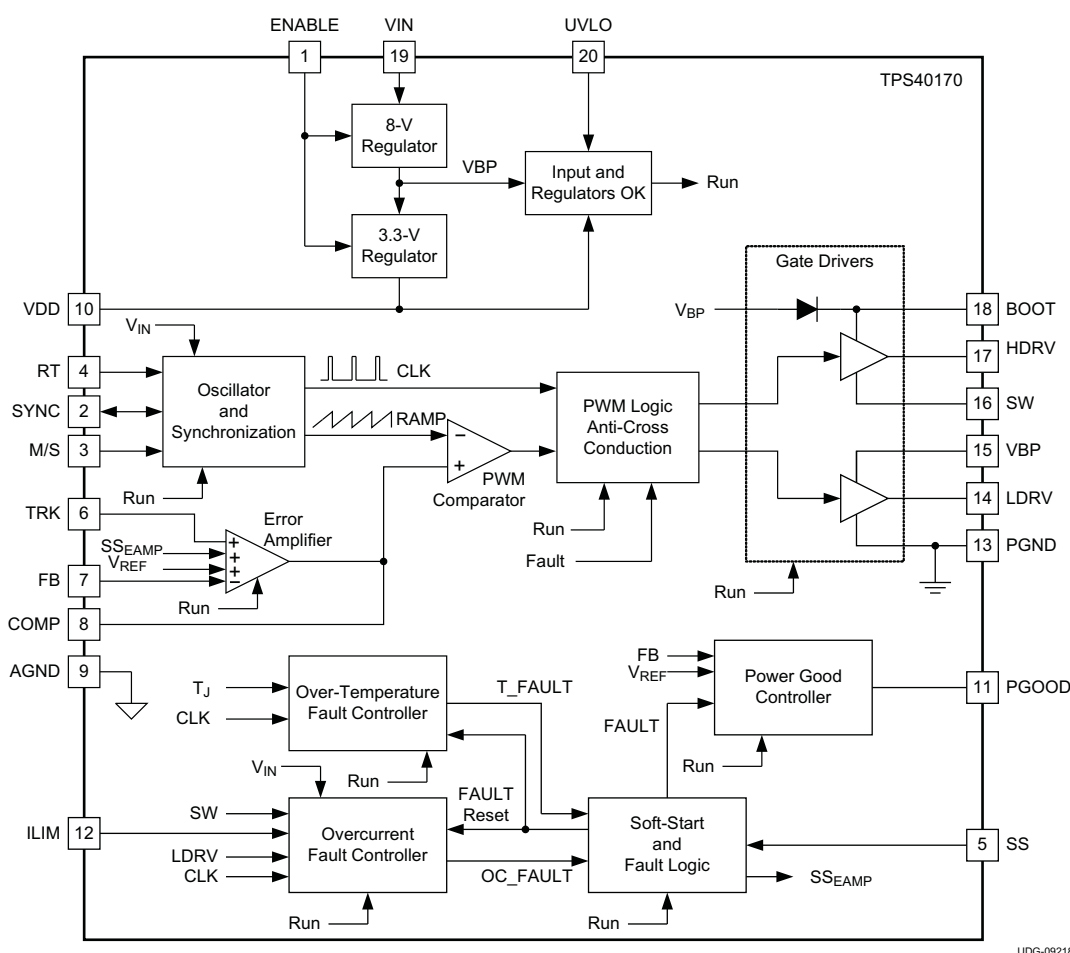 ENABLE
VIN
UVLO
1
19
20
TPS40170
8-V
Regulator
VBP
Input and
Regulators OK
Run
3.3-V
Regulator
Gate Drivers
VDD
10
V_BP
18
BOOT
V_IN
RT
4
17
HDRV
CLK
Oscillator
and
Synchronization
SYNC
2
RAMP
PWM Logic
Anti-Cross
Conduction
16
SW
M/S
3
−
+
15
VBP
Run
PWM
Comparator
14
LDRV
TRK
6
Error
Amplifier
Run
SS_EAMP
V_REF
+
+
+
−
Fault
13
PGND
FB
7
Run
Run
COMP
8
AGND
9
FB
V_REF
Power Good
Controller
11
PGOOD
T_J
CLK
Over-Temperature
Fault Controller
T_FAULT
FAULT
Run
Run
V_IN
FAULT
Reset
SW
ILIM
12
Overcurrent
Fault Controller
Soft-Start
and
Fault Logic
5
SS
LDRV
CLK
OC_FAULT
SS_EAMP
Run
Run
UDG-09218